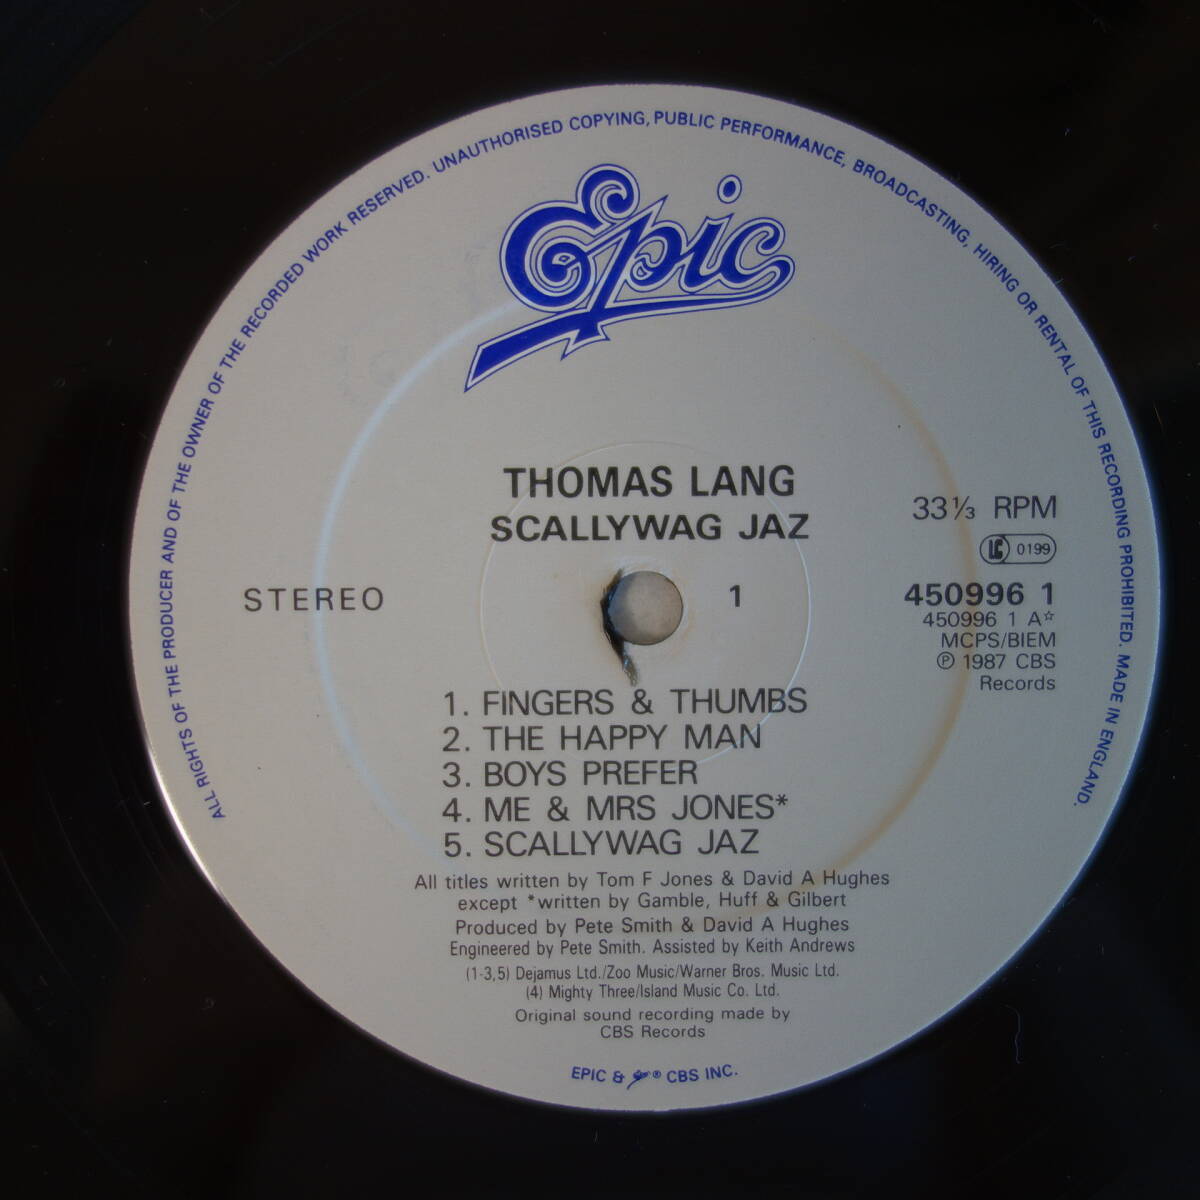 ALL RIGHTS OF THE PRODUCER AND OF THE OWNER OF THE RECORDED WORK RESERVED. UNAUTHORISED COPYING, PUBLIC PERFORMANCE, BROADCASTING, HIRING OR RENTAL OF THIS RECORDING PROHIBITED. MADE IN ENGLAND.
Epic
THOMAS LANG
SCALLYWAG JAZ
33 ⅓ RPM
LC 0199
STEREO
1
450996 1
450996 1 A☆
MCPS/BIEM
℗ 1987 CBS
Records
1. FINGERS & THUMBS
2. THE HAPPY MAN
3. BOYS PREFER
4. ME & MRS JONES*
5. SCALLYWAG JAZ
All titles written by Tom F Jones & David A Hughes
except *written by Gamble, Huff & Gilbert
Produced by Pete Smith & David A Hughes
Engineered by Pete Smith. Assisted by Keith Andrews
(1-3,5) Dejamus Ltd./Zoo Music/Warner Bros. Music Ltd.
(4) Mighty Three/Island Music Co. Ltd.
Original sound recording made by
CBS Records
EPIC & Epic ® CBS INC.